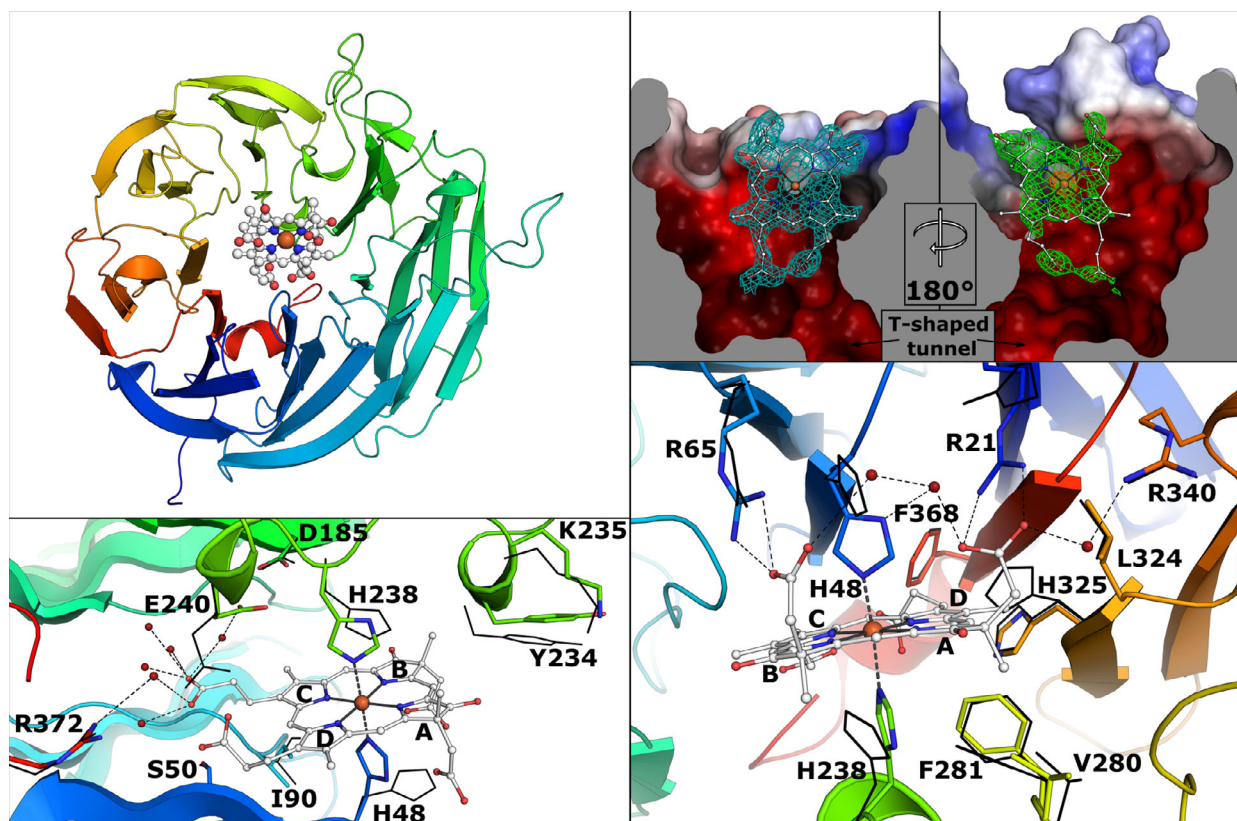 180°
T-shaped
tunnel
D185
K235
E240
H238
B
Y234
C
R372
D
A
S50
I90
H48
R65
R21
R340
F368
L324
H48
H325
D
C
A
B
H238
F281
V280